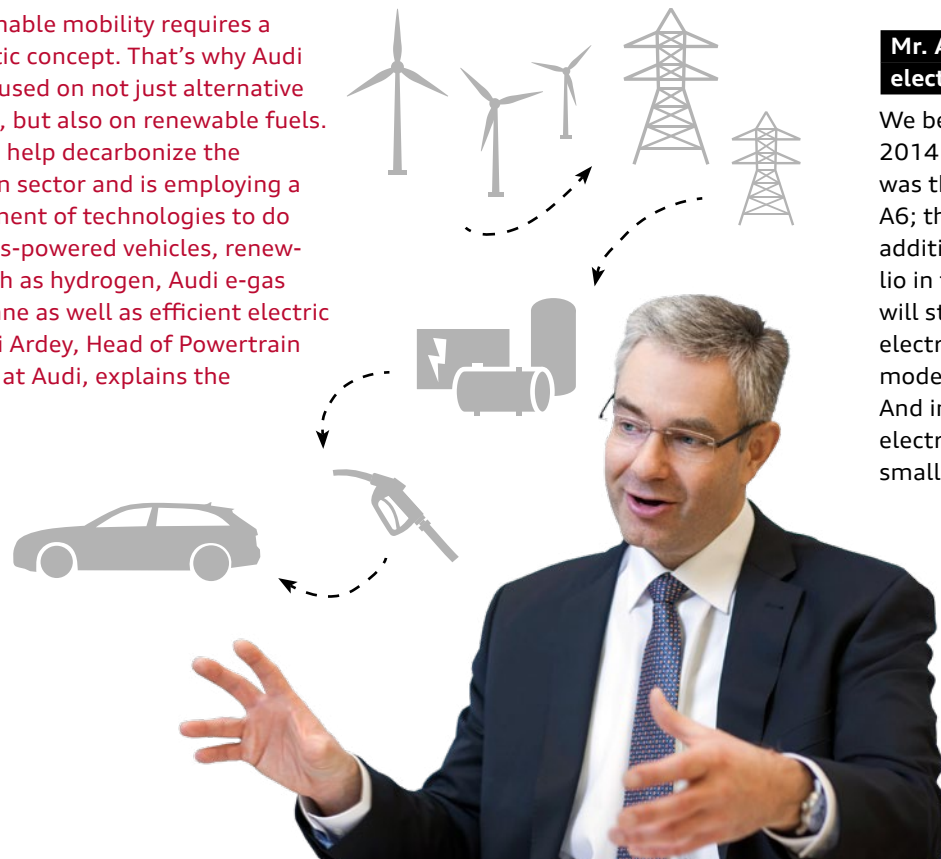 nable mobility requires a
tic concept. That’s why Audi
used on not just alternative
, but also on renewable fuels.
help decarbonize the
n sector and is employing a
nent of technologies to do
s-powered vehicles, renew-
h as hydrogen, Audi e-gas
ne as well as efficient electric
i Ardey, Head of Powertrain
at Audi, explains the
Mr. A
elect
We be
2014
was th
A6; th
additi
lio in
will st
electr
mode
And in
electr
small